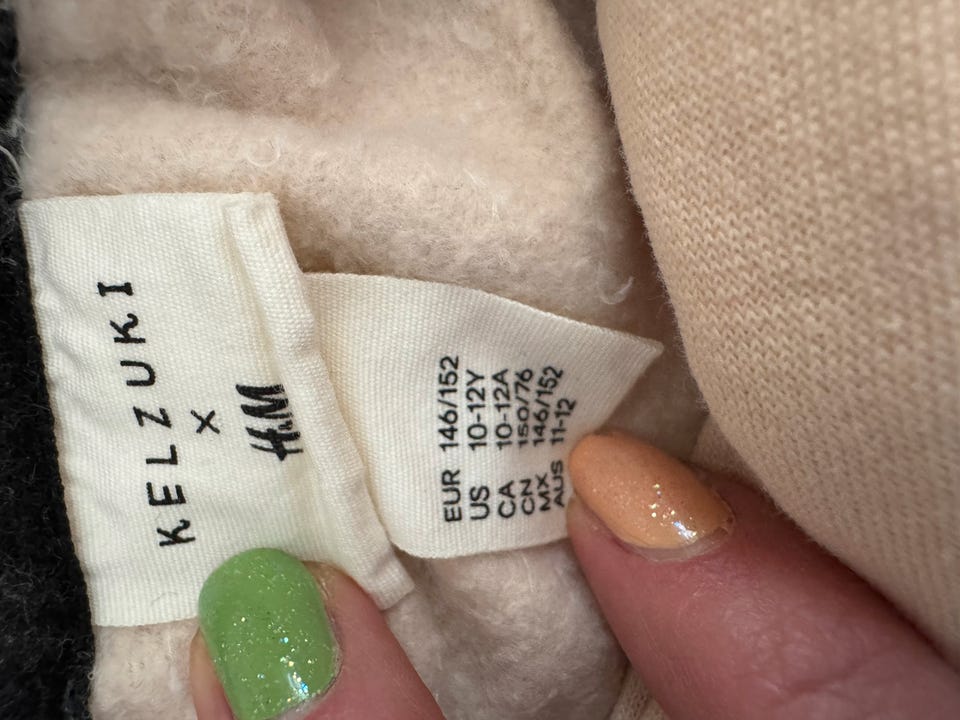 KELZUKI
X
H&M
EUR 146/152
US 10-12Y
CA 10-12A
CN 150/76
MX 146/152
AUS 11-12